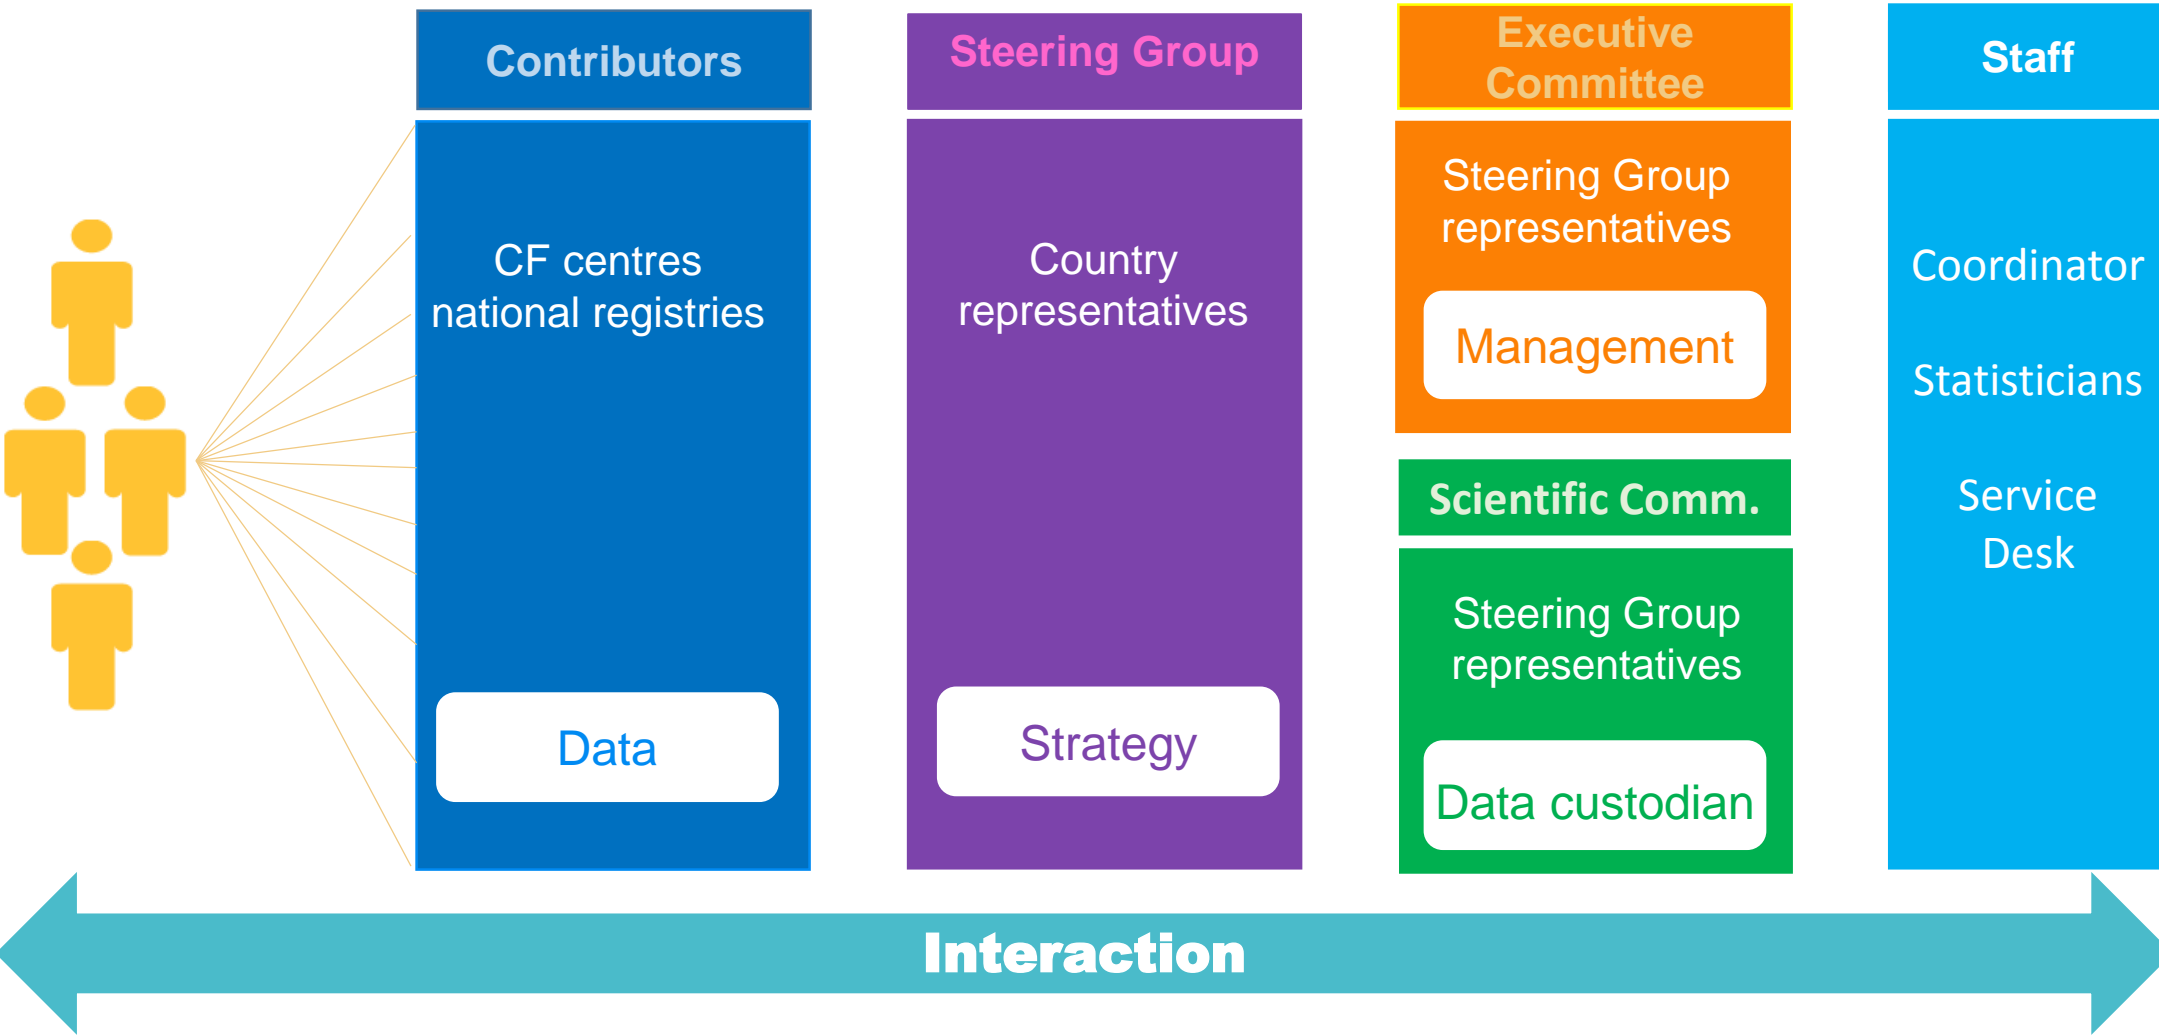 Contributors
CF centres
national registries
Data
Steering Group
Country
representatives
Strategy
Executive
Committee
Steering Group
representatives
Management
Scientific Comm.
Steering Group
representatives
Data custodian
Staff
Coordinator
Statisticians
Service
Desk
Interaction